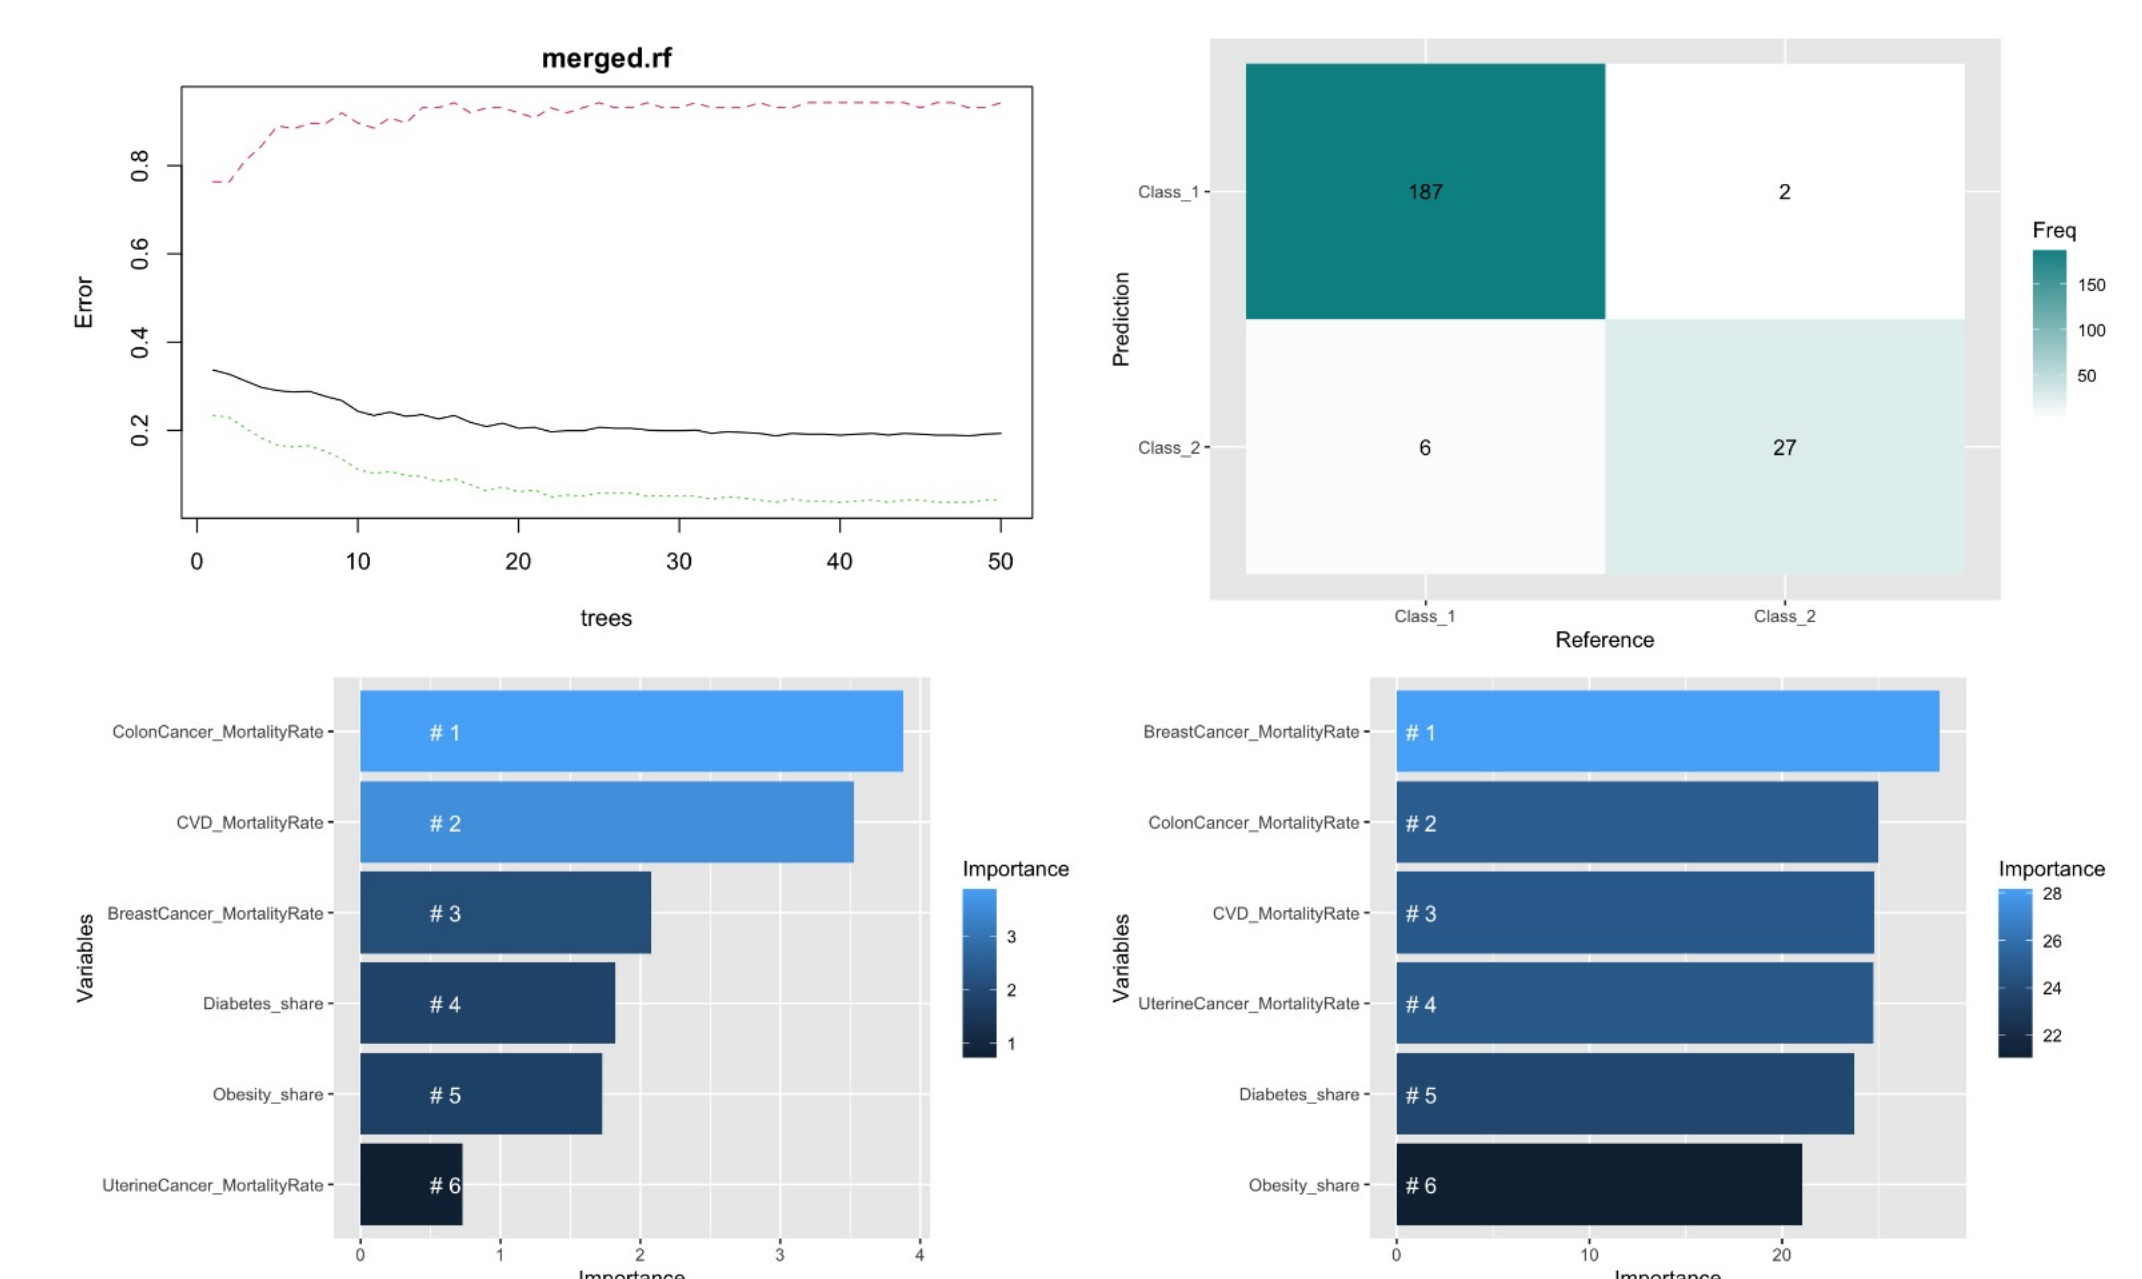 merged.rf
Error
0.8
0.6
0.4
0.2
0 10 20 30 40 50
trees
Prediction
Class_1
187 2
Class_2
6 27
Class_1 Class_2
Reference
Freq
150
100
50
Variables
ColonCancer_MortalityRate # 1
CVD_MortalityRate # 2
BreastCancer_MortalityRate # 3
Diabetes_share # 4
Obesity_share # 5
UterineCancer_MortalityRate # 6
0 1 2 3 4
Importance
Importance
3
2
1
Variables
BreastCancer_MortalityRate # 1
ColonCancer_MortalityRate # 2
CVD_MortalityRate # 3
UterineCancer_MortalityRate # 4
Diabetes_share # 5
Obesity_share # 6
0 10 20
Importance
Importance
28
26
24
22